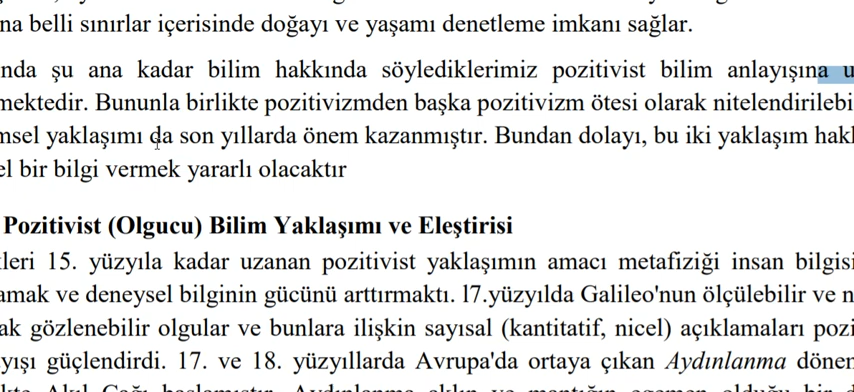 na belli sınırlar içerisinde doğayı ve yaşamı denetleme imkanı sağlar.
nda şu ana kadar bilim hakkında söylediklerimiz pozitivist bilim anlayışına u
mektedir. Bununla birlikte pozitivizmden başka pozitivizm ötesi olarak nitelendirilebi
msel yaklaşımı da son yıllarda önem kazanmıştır. Bundan dolayı, bu iki yaklaşım hakl
el bir bilgi vermek yararlı olacaktır
Pozitivist (Olgucu) Bilim Yaklaşımı ve Eleştirisi
leri 15. yüzyıla kadar uzanan pozitivist yaklaşımın amacı metafiziği insan bilgisi
amak ve deneysel bilginin gücünü arttırmaktı. l7.yüzyılda Galileo'nun ölçülebilir ve n
ak gözlenebilir olgular ve bunlara ilişkin sayısal (kantitatif, nicel) açıklamaları pozi
yışı güçlendirdi. 17. ve 18. yüzyıllarda Avrupa'da ortaya çıkan Aydınlanma dönem